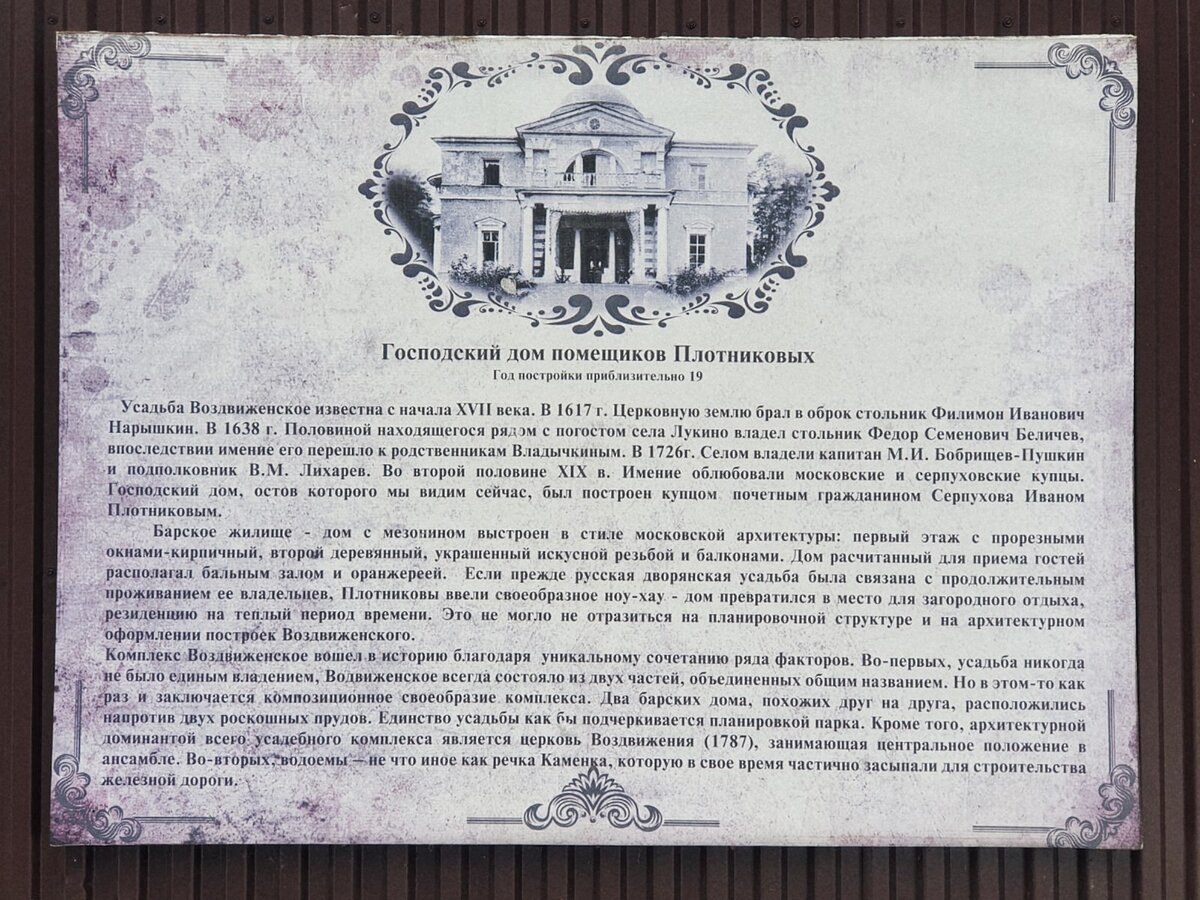 Господский дом помещиков Плотниковых
Год постройки приблизительно 19
Усадьба Воздвиженское известна с начала XVII века. В 1617 г. Церковную землю брал в оброк стольник Филимон Иванович
Нарышкин. В 1638 г. Половиной находящегося рядом с погостом села Лукино владел стольник Федор Семенович Беличев,
впоследствии имение его перешло к родственникам Владычкиным. В 1726г. Селом владели капитан М.И. Бобрищев-Пушкин
и подполковник В.М. Лихарев. Во второй половине XIX в. Имение облюбовали московские и серпуховские купцы.
Господский дом, остов которого мы видим сейчас, был построен купцом почетным гражданином Серпухова Иваном
Плотниковым.
Барское жилище - дом с мезонином выстроен в стиле московской архитектуры: первый этаж с прорезными
окнами-кирпичный, второй деревянный, украшенный искусной резьбой и балконами. Дом расчитанный для приема гостей
располагал бальным залом и оранжереей. Если прежде русская дворянская усадьба была связана с продолжительным
проживанием ее владельцев, Плотниковы ввели своеобразное ноу-хау - дом превратился в место для загородного отдыха,
резиденцию на теплый период времени. Это не могло не отразиться на планировочной структуре и на архитектурном
оформлении построек Воздвиженского.
Комплекс Воздвиженское вошел в историю благодаря уникальному сочетанию ряда факторов. Во-первых, усадьба никогда
не было единым владением, Водвиженское всегда состояло из двух частей, объединенных общим названием. Но в этом-то как
раз и заключается композиционное своеобразие комплекса. Два барских дома, похожих друг на друга, расположились
напротив двух роскошных прудов. Единство усадьбы как бы подчеркивается планировкой парка. Кроме того, архитектурной
доминантой всего усадебного комплекса является церковь Воздвижения (1787), занимающая центральное положение в
ансамбле. Во-вторых, водоемы – не что иное как речка Каменка, которую в свое время частично засыпали для строительства
железной дороги.